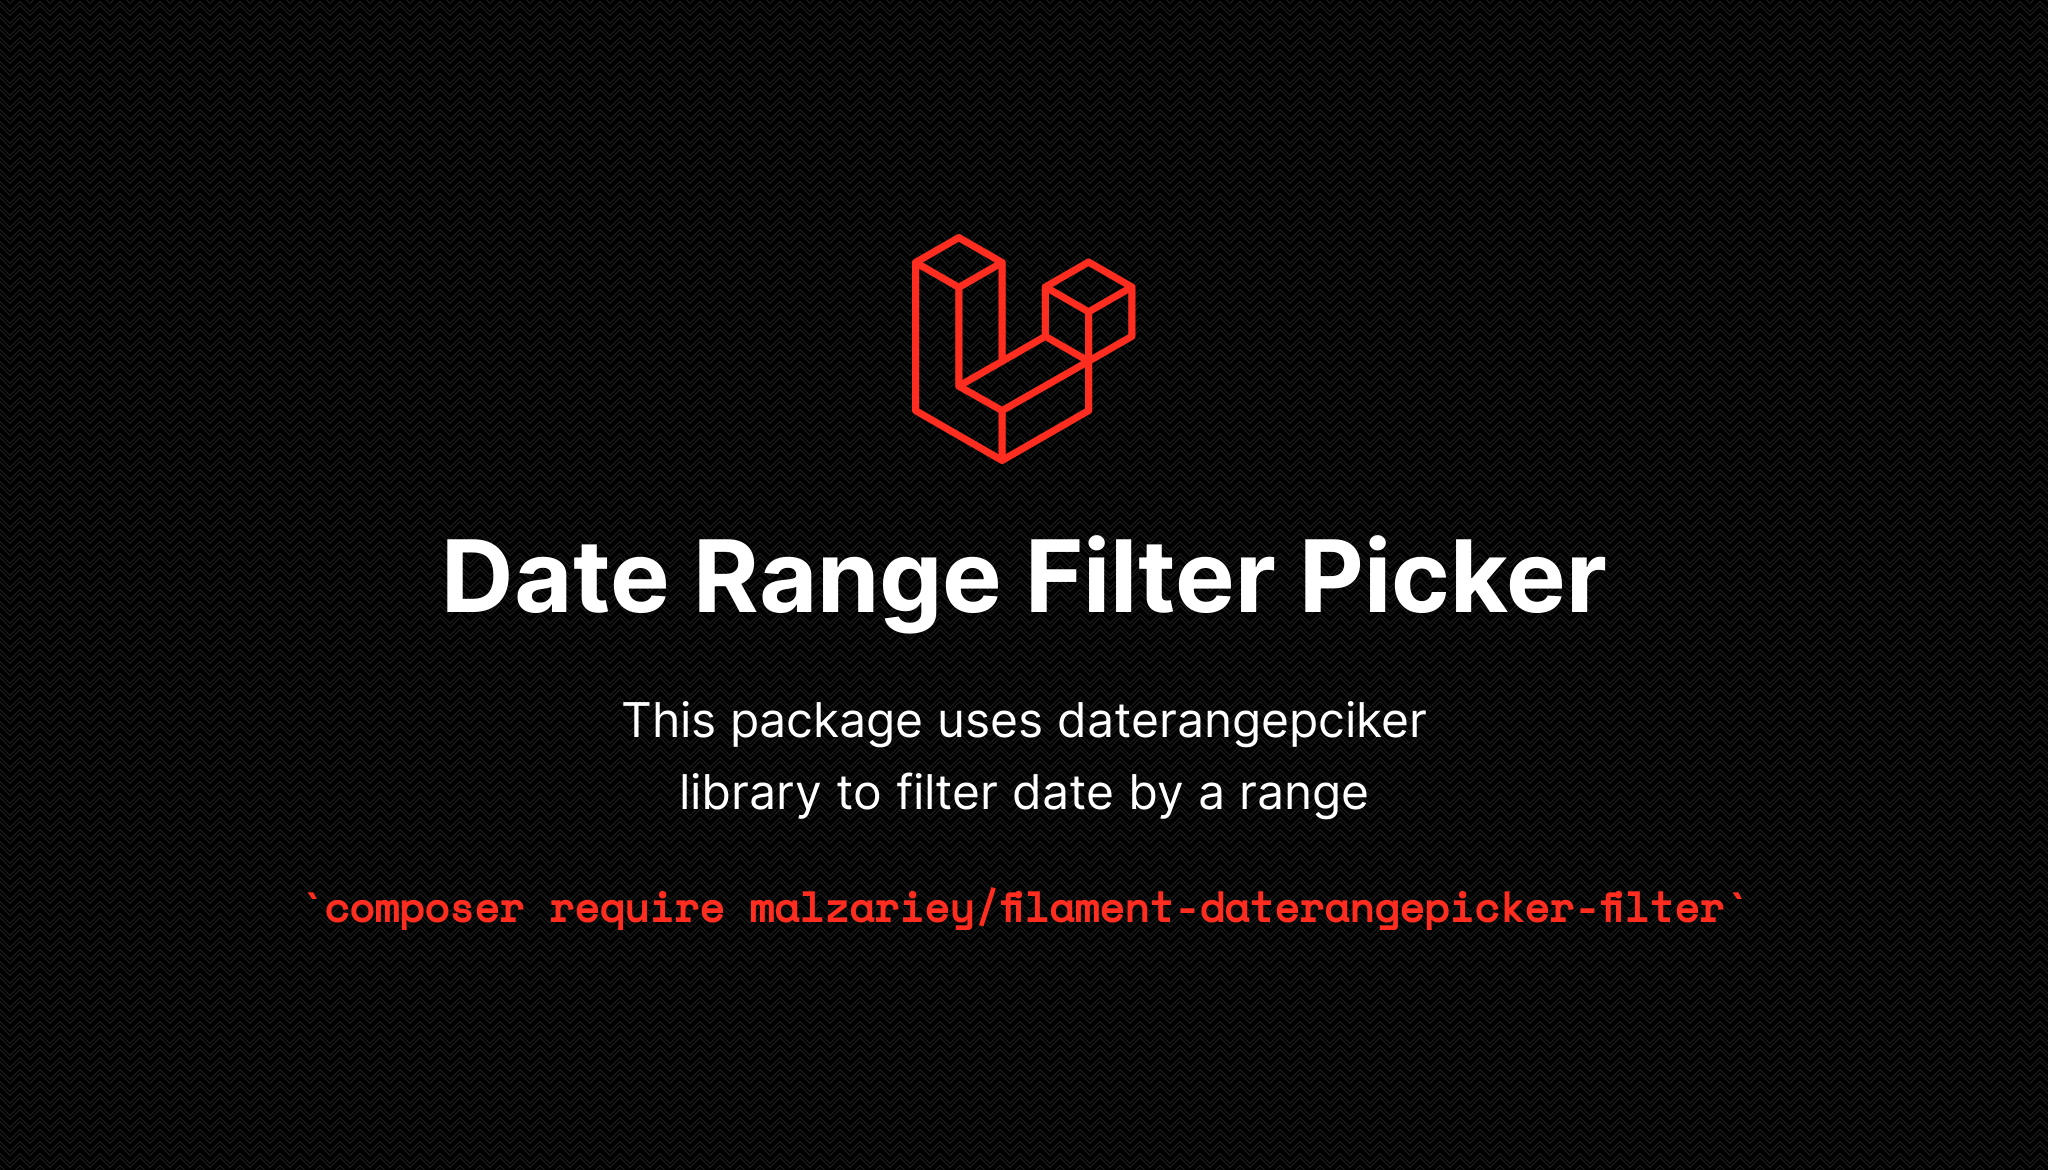 Date Range Filter Picker
This package uses daterangepciker
library to filter date by a range
`composer require malzariey/filament-daterangepicker-filter`